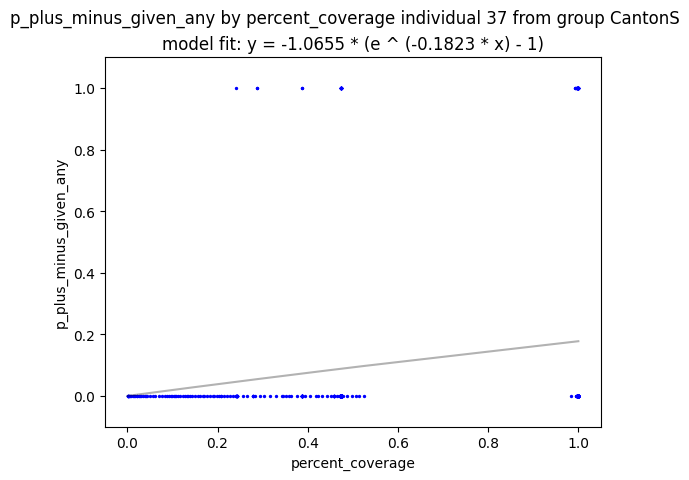 p_plus_minus_given_any by percent_coverage individual 37 from group CantonS
model fit: y = -1.0655 * (e ^ (-0.1823 * x) - 1)
1.0
0.8
0.6
0.4
0.2
0.0
p_plus_minus_given_any
0.0 0.2 0.4 0.6 0.8 1.0
percent_coverage